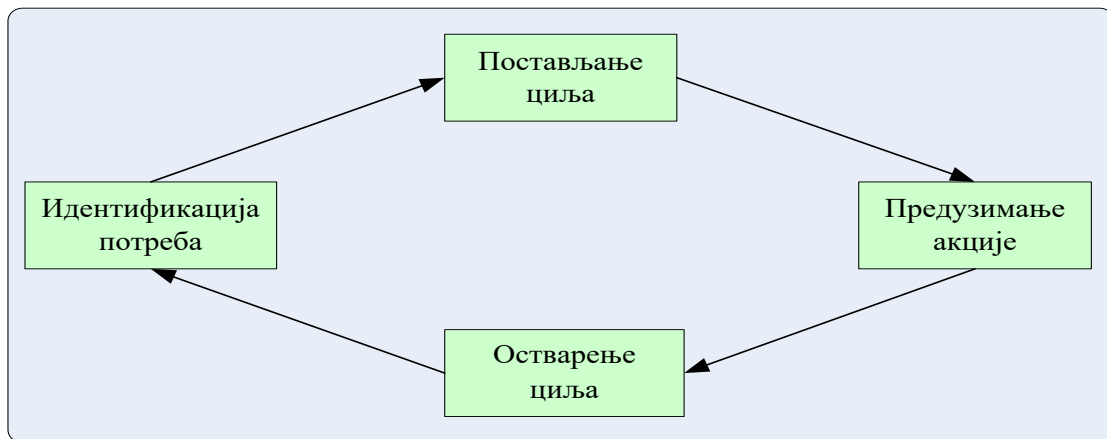 Постављање
циља
Идентификација
потреба
Предузимање
акције
Остварење
циља